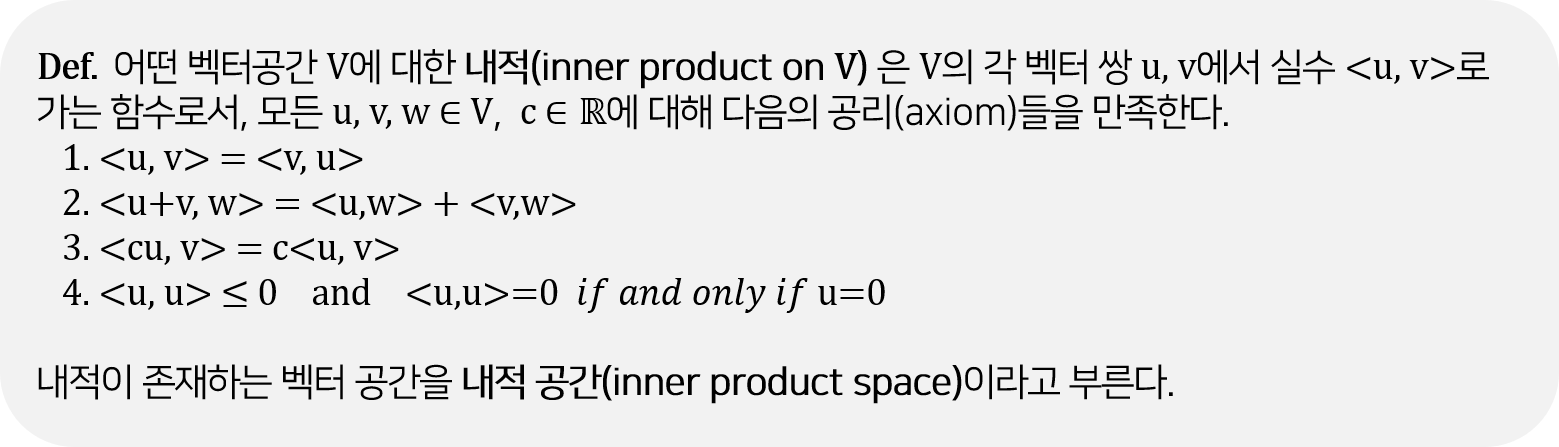 Def. 어떤 벡터공간 V에 대한 내적(inner product on V) 은 V의 각 벡터 쌍 u, v에서 실수 <u, v>로
가는 함수로서, 모든 u, v, w ∈ V, c ∈ ℝ에 대해 다음의 공리(axiom)들을 만족한다.
1. <u, v> = <v, u>
2. <u+v, w> = <u,w> + <v,w>
3. <cu, v> = c<u, v>
4. <u, u> ≤ 0 and <u,u>=0 if and only if u=0
내적이 존재하는 벡터 공간을 내적 공간(inner product space)이라고 부른다.